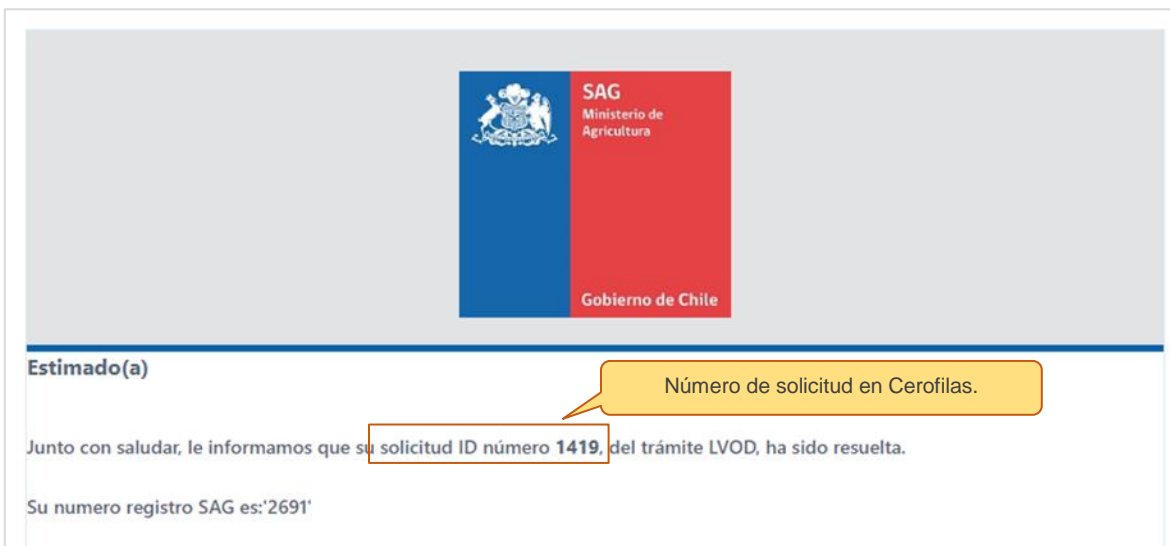 SAG
Ministerio de
Agricultura
Gobierno de Chile
Estimado(a)
Número de solicitud en Cerofilas.
Junto con saludar, le informamos que su solicitud ID número 1419, del trámite LVOD, ha sido resuelta.
Su numero registro SAG es:'2691'